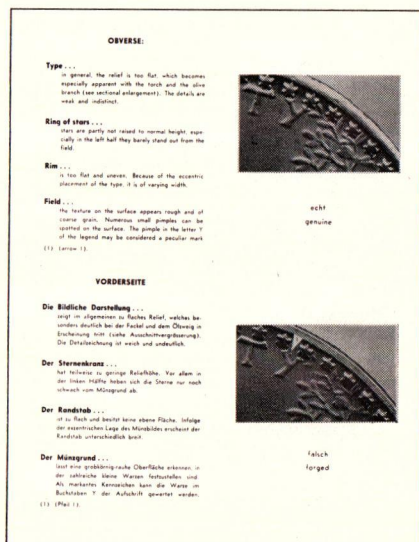 OBVERSE:
Type . . .
in general, the relief is too flat, which becomes
especially apparent with the torch and the olive
branch (see sectional enlargement). The details are
weak and indistinct.
Ring of stars . . .
stars are partly not raised to normal height, espe-
cially in the left half they barely stand out from the
field.
Rim . . .
is too flat and uneven. Because of the eccentric
placement of the type, it is of varying width.
Field . . .
the texture on the surface appears rough and of
coarse grain. Numerous small pimples can be
spotted on the surface. The pimple in the letter Y
of the legend may be considered a peculiar mark
(1) (arrow 1).
echt
genuine
VORDERSEITE
Die Bildliche Darstellung . . .
zeigt im allgemeinen zu flaches Relief, welches be-
sonders deutlich bei der Fackel und dem Ölzweig in
Erscheinung tritt (siehe Ausschnittvergrösserung).
Die Detailzeichnung ist weich und undeutlich.
Der Sternenkranz . . .
hat teilweise zu geringe Reliefhöhe. Vor allem in
der linken Hälfte heben sich die Sterne nur noch
schwach vom Münzgrund ab.
Der Randstab . . .
ist zu flach und besitzt keine ebene Fläche. Infolge
der exzentrischen Lage des Münzbildes erscheint der
Randstab unterschiedlich breit.
Der Münzgrund . . .
lässt eine grobkörnig-rauhe Oberfläche erkennen, in
der zahlreiche kleine Warzen festzustellen sind.
Als markantes Kennzeichen kann die Warze im
Buchstaben Y der Aufschrift gewertet werden.
(1) (Pfeil 1).
falsch
forged